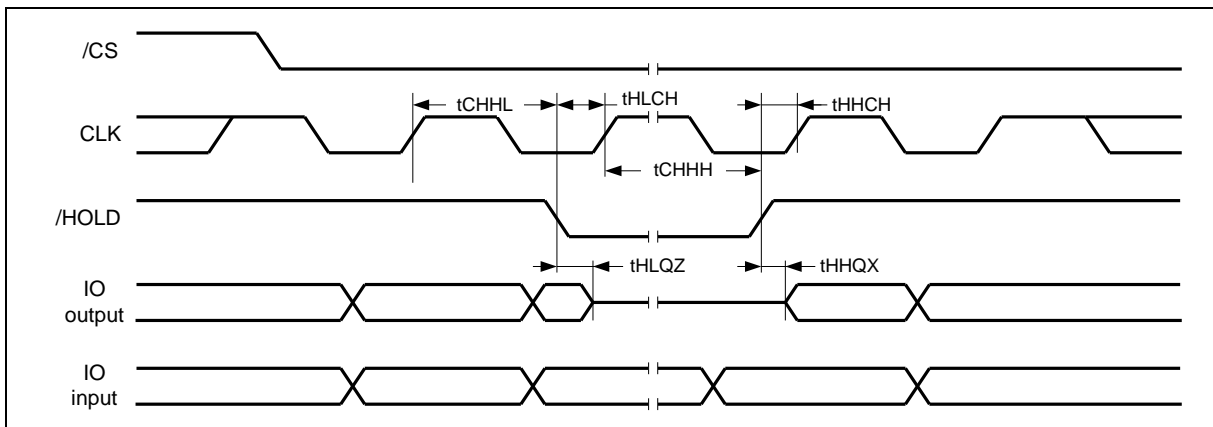 /CS
tCHHL
tHLCH
tHHCH
CLK
tCHHH
/HOLD
tHLQZ
tHHQX
IO
output
IO
input